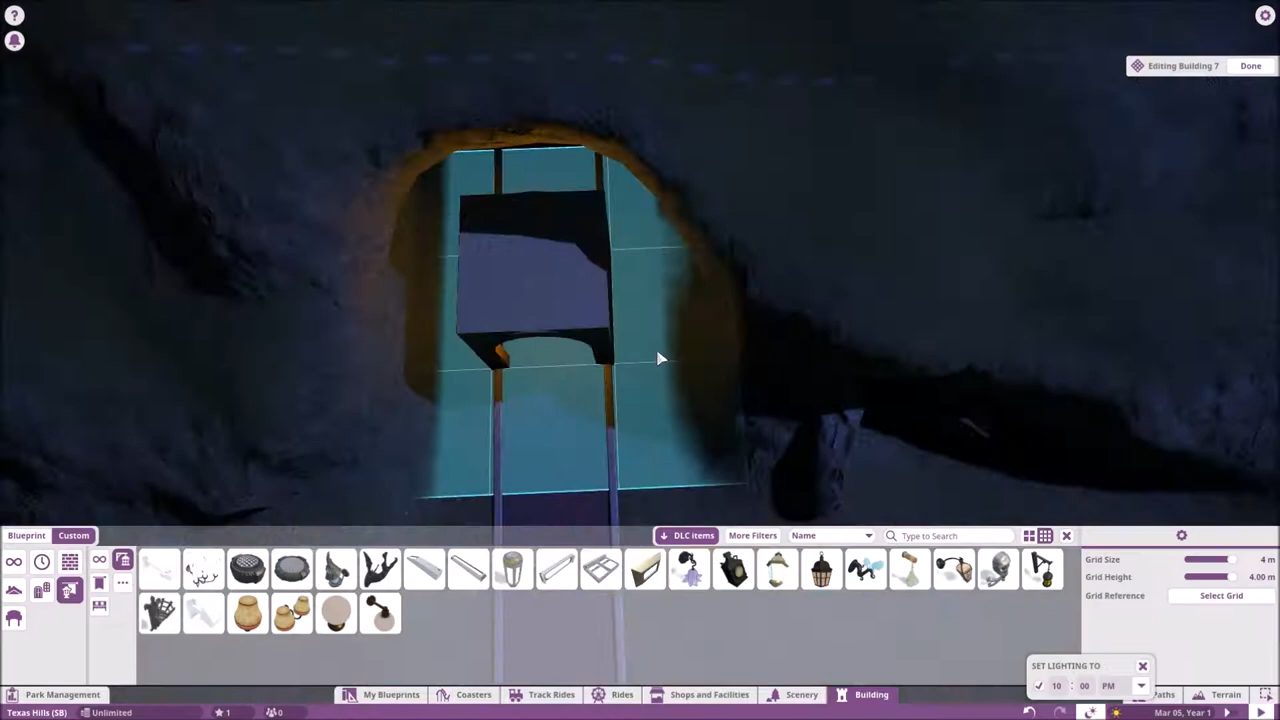 ?
Editing Building 7 Done
Blueprint Custom
DLC items More Filters Name Type to Search
Grid Size 4 m
Grid Height 4.00 m
Grid Reference Select Grid
SET LIGHTING TO
10 : 00 PM
Park Management My Blueprints Coasters Track Rides Rides Shops and Facilities Scenery Building Paths Terrain
Texas Hills (SB) Unlimited 1 0 Mar 05, Year 1